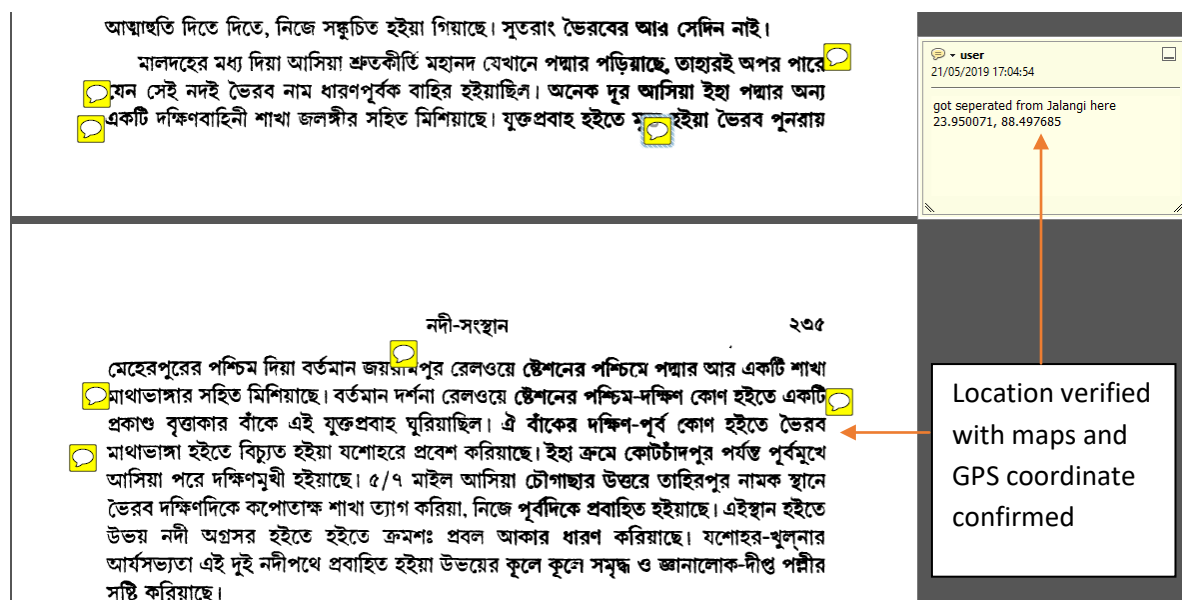 আত্মাহুতি দিতে দিতে, নিজে সঙ্কুচিত হইয়া গিয়াছে। সুতরাং ভৈরবের আর সেদিন নাই।
মালদহের মধ্য দিয়া আসিয়া শ্রুতকীর্তি মহানদ যেখানে পদ্মার পড়িয়াছে, তাহারই অপর পারে
যেন সেই নদই ভৈরব নাম ধারণপূর্বক বাহির হইয়াছিল। অনেক দূর আসিয়া ইহা পদ্মার অন্য
একটি দক্ষিণবাহিনী শাখা জলঙ্গীর সহিত মিশিয়াছে। যুক্তপ্রবাহ হইতে হইয়া ভৈরব পুনরায়
user
21/05/2019 17:04:54
got seperated from Jalangi here
23.950071, 88.497685
নদী-সংস্থান ২৩৫
মেহেরপুরের পশ্চিম দিয়া বর্তমান জয়রামপুর রেলওয়ে ষ্টেশনের পশ্চিমে পদ্মার আর একটি শাখা
মাথাভাঙ্গার সহিত মিশিয়াছে। বর্তমান দর্শনা রেলওয়ে ষ্টেশনের পশ্চিম-দক্ষিণ কোণ হইতে একটি
প্রকাণ্ড বৃত্তাকার বাঁকে এই যুক্তপ্রবাহ ঘুরিয়াছিল। ঐ বাঁকের দক্ষিণ-পূর্ব কোণ হইতে ভৈরব
মাথাভাঙ্গা হইতে বিচ্যুত হইয়া যশোহরে প্রবেশ করিয়াছে। ইহা ক্রমে কোটচাঁদপুর পর্যন্ত পূর্বমুখে
আসিয়া পরে দক্ষিণমুখী হইয়াছে। ৫/৭ মাইল আসিয়া চৌগাছার উত্তরে তাহিরপুর নামক স্থানে
ভৈরব দক্ষিণদিকে কপোতাক্ষ শাখা ত্যাগ করিয়া, নিজে পূর্বদিকে প্রবাহিত হইয়াছে। এইস্থান হইতে
উভয় নদী অগ্রসর হইতে হইতে ক্রমশঃ প্রবল আকার ধারণ করিয়াছে। যশোহর-খুল্‌নার
আর্যসভ্যতা এই দুই নদীপথে প্রবাহিত হইয়া উভয়ের কূলে কূলে সমৃদ্ধ ও জ্ঞানালোক-দীপ্ত পল্লীর
সৃষ্টি করিয়াছে।
Location verified
with maps and
GPS coordinate
confirmed